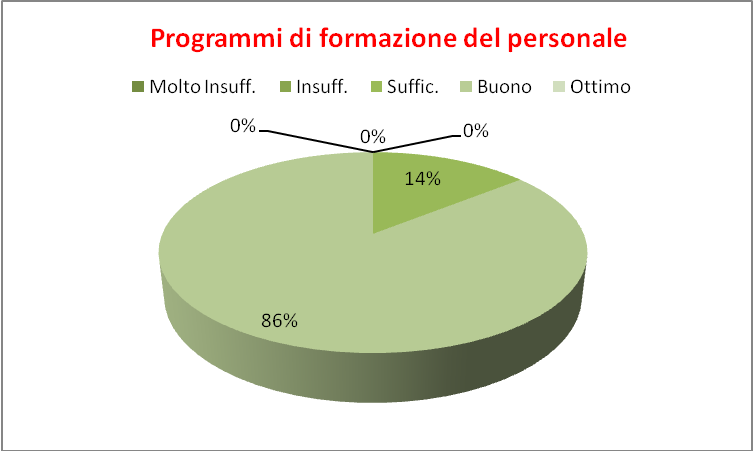 Programmi di formazione del personale
Molto Insuff. Insuff. Suffic. Buono Ottimo
0% 0% 0%
14%
86%